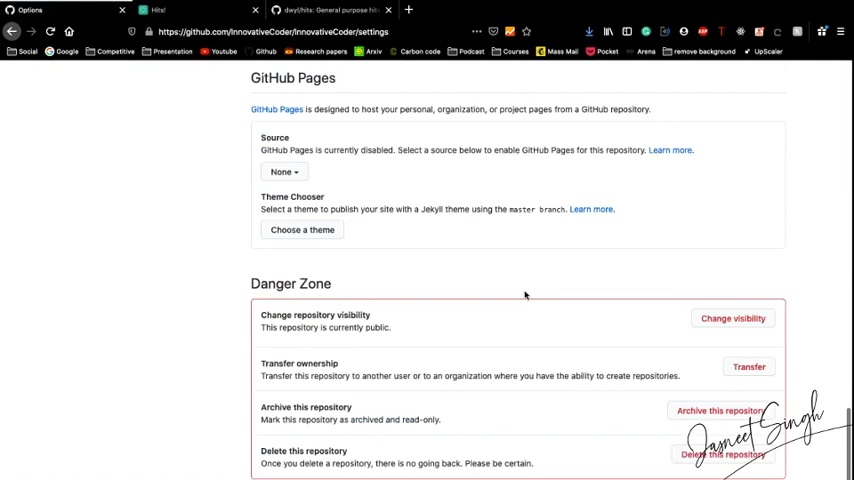 Options
Hits!
dwyl/hits: General purpose hits
https://github.com/InnovativeCoder/InnovativeCoder/settings
Social Google Competitive Presentation Youtube Github Research papers Arxiv Carbon code Podcast Courses Mass Mail Pocket Arena remove background UpScaler
GitHub Pages
GitHub Pages is designed to host your personal, organization, or project pages from a GitHub repository.
Source
GitHub Pages is currently disabled. Select a source below to enable GitHub Pages for this repository. Learn more.
None
Theme Chooser
Select a theme to publish your site with a Jekyll theme using the master branch. Learn more.
Choose a theme
Danger Zone
Change repository visibility
This repository is currently public.
Change visibility
Transfer ownership
Transfer this repository to another user or to an organization where you have the ability to create repositories.
Transfer
Archive this repository
Mark this repository as archived and read-only.
Archive this repository
Delete this repository
Once you delete a repository, there is no going back. Please be certain.
Delete this repository
Jasneet Singh